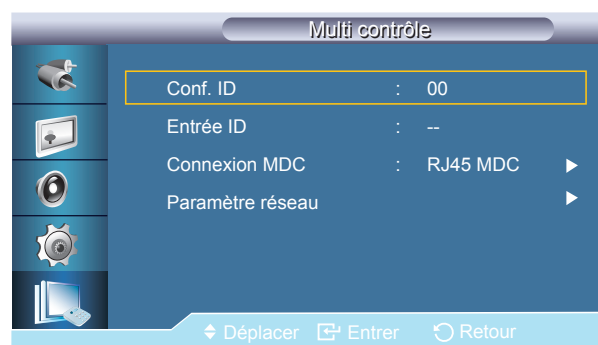 Multi contrôle
Conf. ID : 00
Entrée ID : --
Connexion MDC : RJ45 MDC
Paramètre réseau
Déplacer Entrer Retour